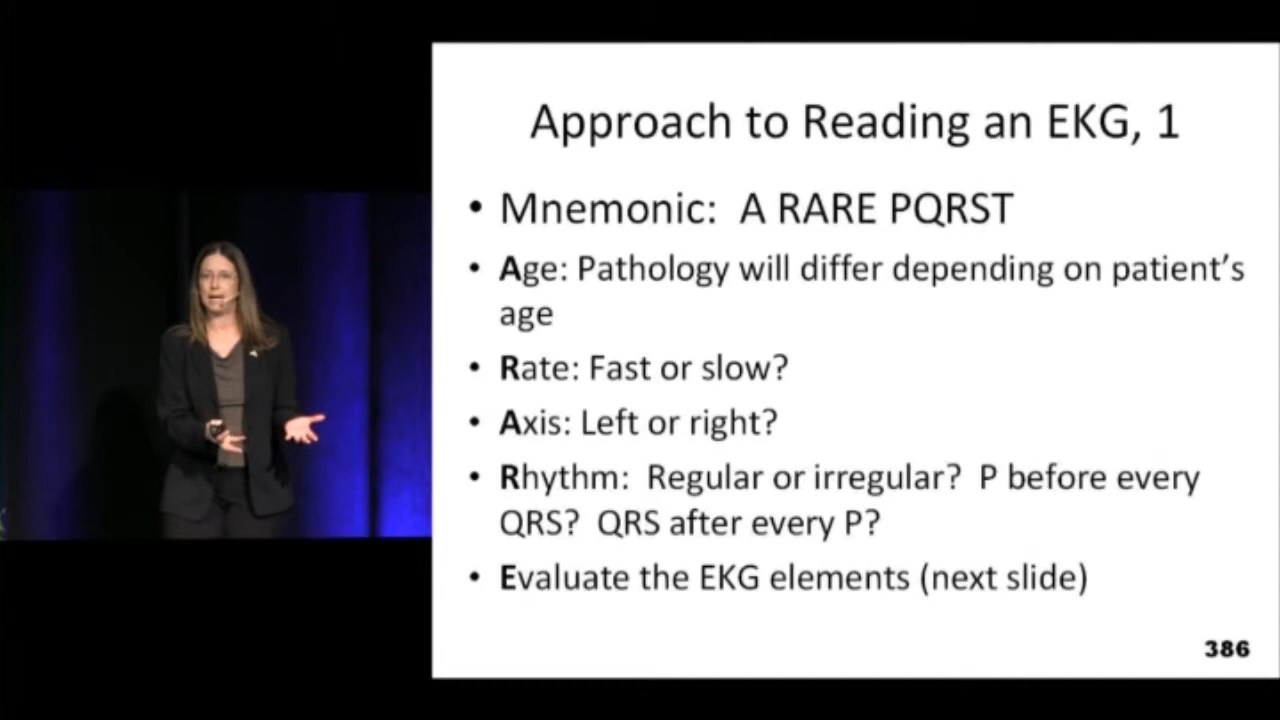 Approach to Reading an EKG, 1
• Mnemonic:  A RARE PQRST
• Age: Pathology will differ depending on patient’s
age
• Rate: Fast or slow?
• Axis: Left or right?
• Rhythm:  Regular or irregular?  P before every
QRS?  QRS after every P?
• Evaluate the EKG elements (next slide)
386